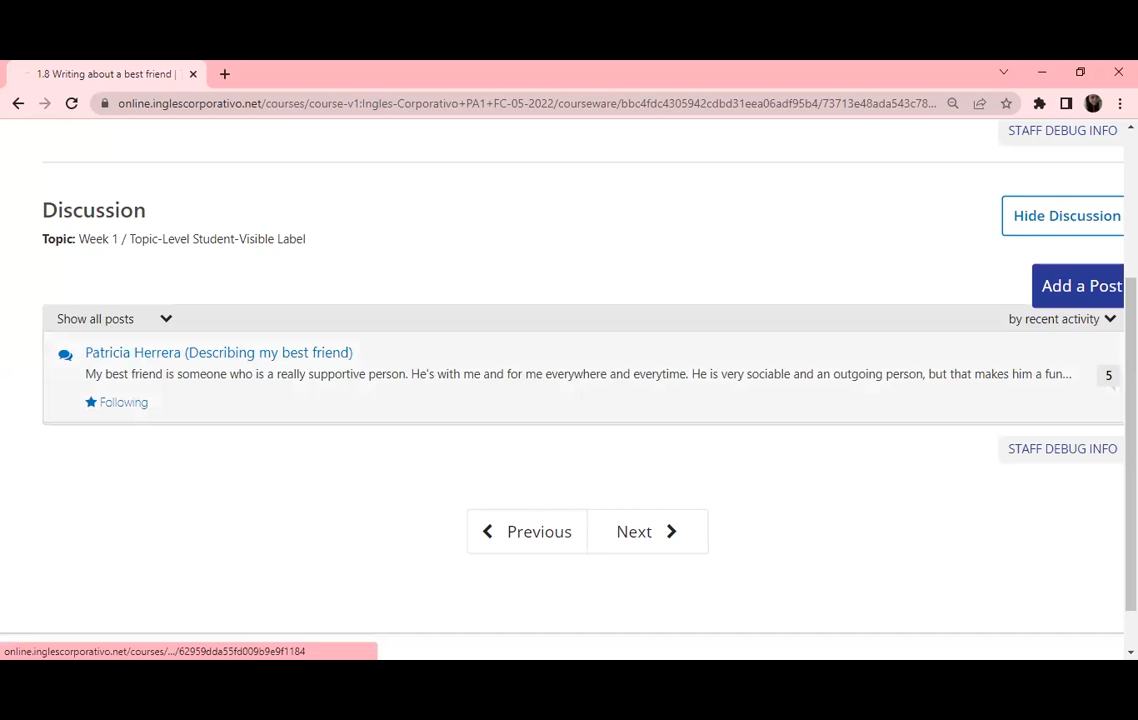 1.8 Writing about a best friend |
online.inglescorporativo.net/courses/course-v1:Ingles-Corporativo+PA1+FC-05-2022/courseware/bbc4fdc4305942cdbd31eea06adf95b4/73713e48ada543c78...
STAFF DEBUG INFO
Discussion
Hide Discussion
Topic: Week 1 / Topic-Level Student-Visible Label
Add a Post
Show all posts by recent activity
Patricia Herrera (Describing my best friend)
My best friend is someone who is a really supportive person. He's with me and for me everywhere and everytime. He is very sociable and an outgoing person, but that makes him a fun...
5
Following
STAFF DEBUG INFO
Previous Next
online.inglescorporativo.net/courses/.../62959dda55fd009b9e9f1184